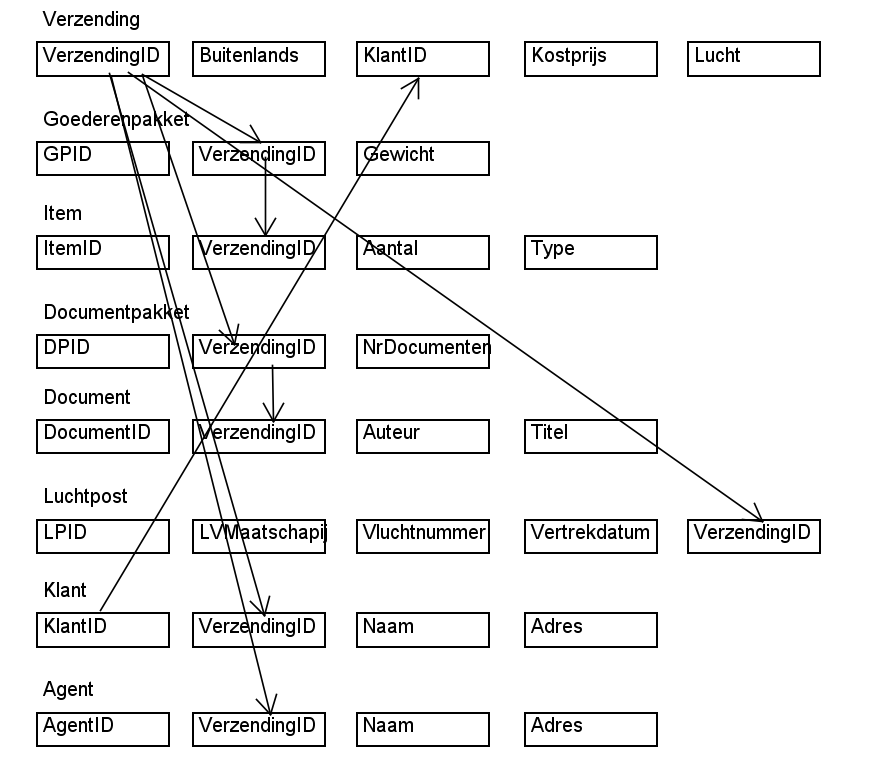 Verzending
VerzendingID Buitenlands KlantID Kostprijs Lucht
Goederenpakket
GPID VerzendingID Gewicht
Item
ItemID VerzendingID Aantal Type
Documentpakket
DPID VerzendingID NrDocumenten
Document
DocumentID VerzendingID Auteur Titel
Luchtpost
LPID LVMaatschapij Vluchtnummer Vertrekdatum VerzendingID
Klant
KlantID VerzendingID Naam Adres
Agent
AgentID VerzendingID Naam Adres